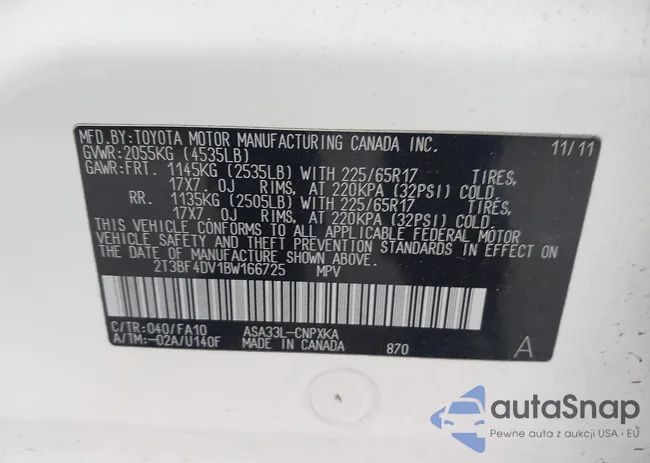 MFD. BY: TOYOTA MOTOR MANUFACTURING CANADA INC. 11/11
GVWR: 2055KG (4535LB)
GAWR: FRT. 1145KG (2535LB) WITH 225/65R17 TIRES,
17X7.0J RIMS, AT 220KPA (32PSI) COLD.
RR. 1135KG (2505LB) WITH 225/65R17 TIRES,
17X7.0J RIMS, AT 220KPA (32PSI) COLD.
THIS VEHICLE CONFORMS TO ALL APPLICABLE FEDERAL MOTOR
VEHICLE SAFETY AND THEFT PREVENTION STANDARDS IN EFFECT ON
THE DATE OF MANUFACTURE SHOWN ABOVE.
2T3BF4DV1BW166725 MPV
C/TR: 040/FA10 ASA33L-CNPXKA
A/TM: -02A/U140F MADE IN CANADA 870 A
autaSnap
Pewne auta z aukcji USA i EU